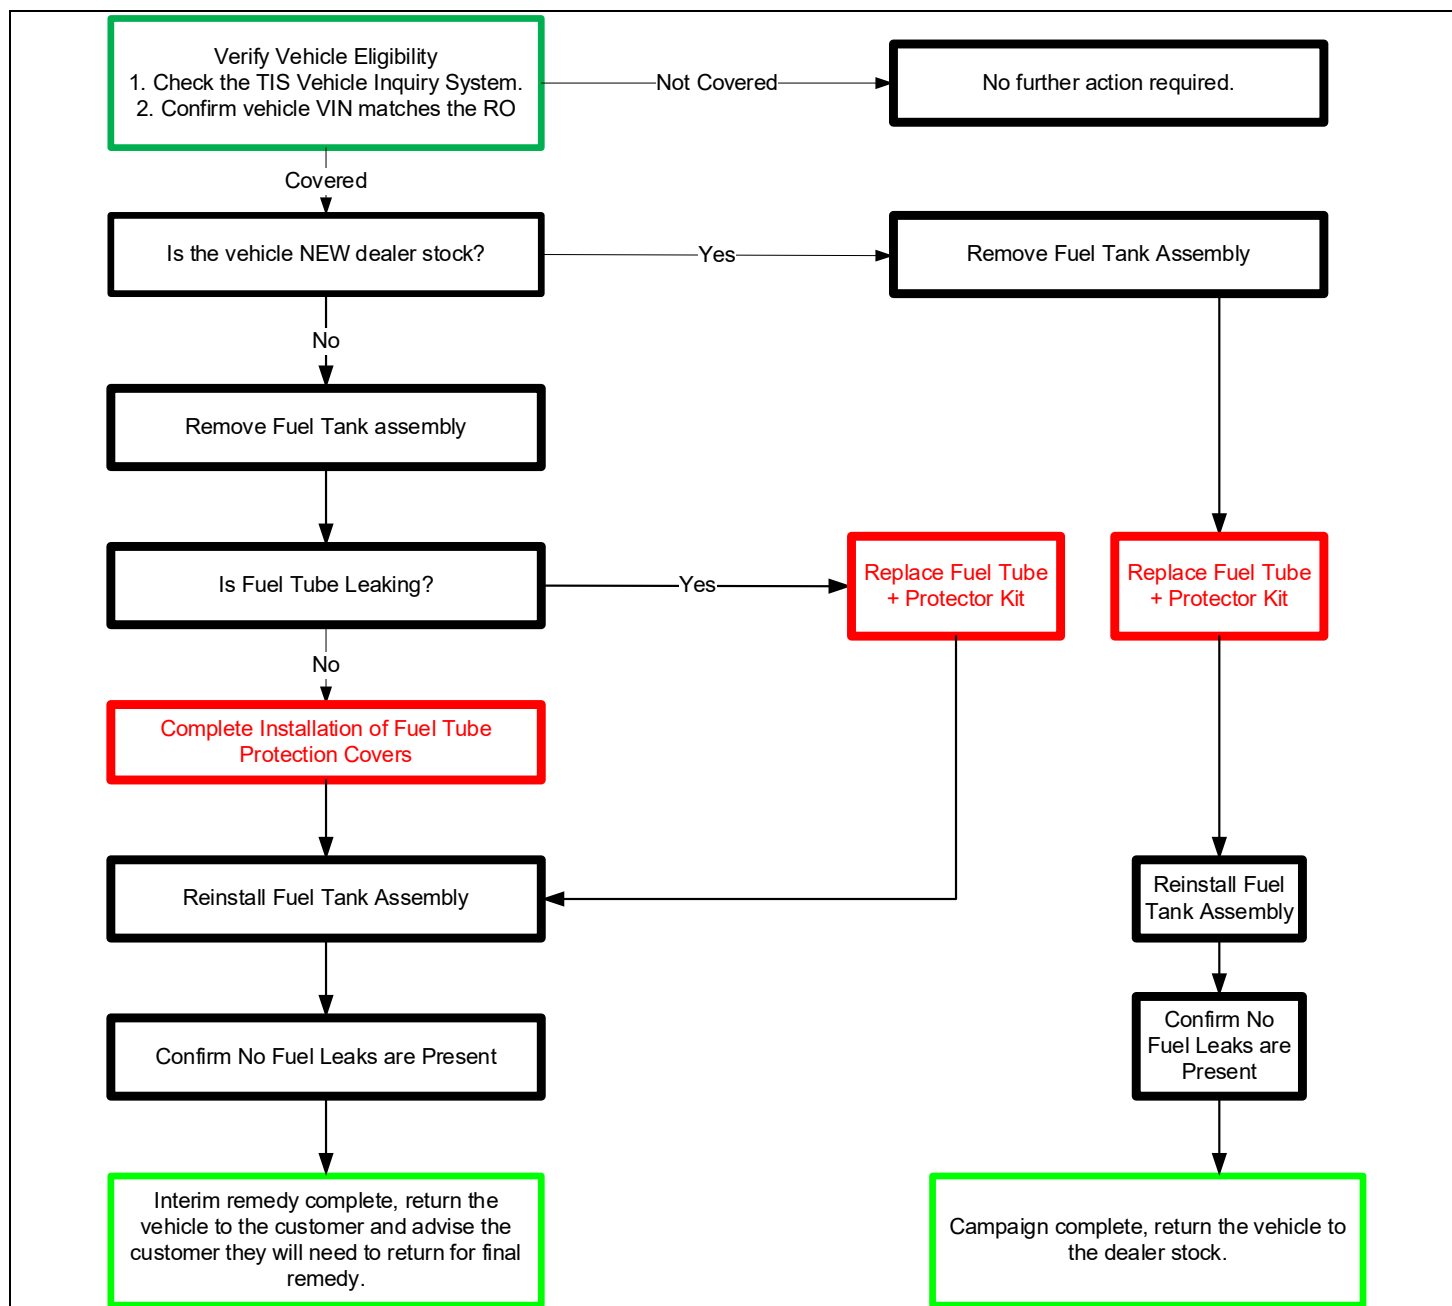 Verify Vehicle Eligibility
1. Check the TIS Vehicle Inquiry System.
2. Confirm vehicle VIN matches the RO
Not Covered
No further action required.
Covered
Is the vehicle NEW dealer stock?
Yes
Remove Fuel Tank Assembly
No
Remove Fuel Tank assembly
Is Fuel Tube Leaking?
Yes
Replace Fuel Tube
+ Protector Kit
Replace Fuel Tube
+ Protector Kit
No
Complete Installation of Fuel Tube
Protection Covers
Reinstall Fuel Tank Assembly
Reinstall Fuel
Tank Assembly
Confirm No Fuel Leaks are Present
Confirm No
Fuel Leaks are
Present
Interim remedy complete, return the
vehicle to the customer and advise the
customer they will need to return for final
remedy.
Campaign complete, return the vehicle to
the dealer stock.